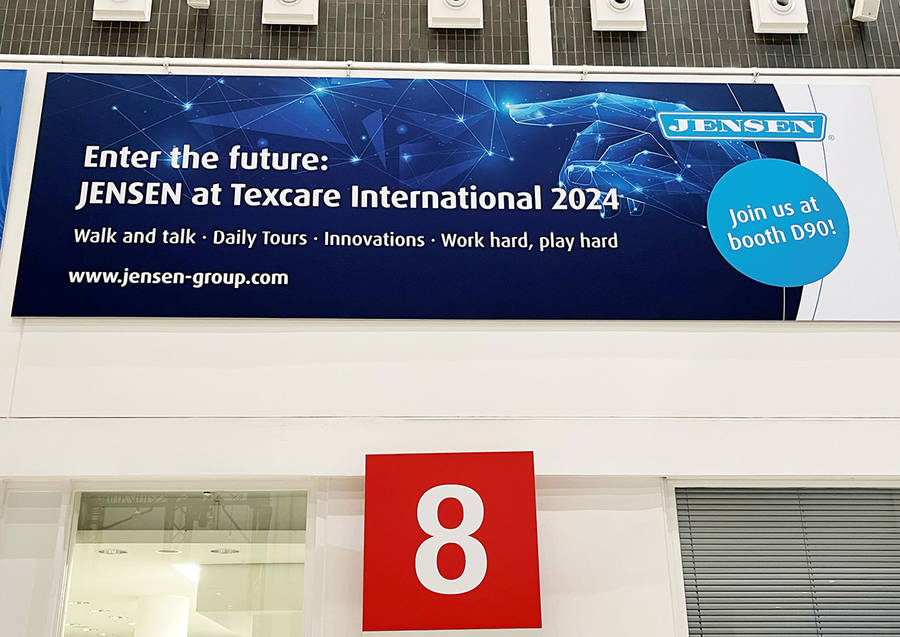 JENSEN®
Enter the future:
JENSEN at Texcare International 2024
Walk and talk · Daily Tours · Innovations · Work hard, play hard
www.jensen-group.com
Join us at
booth D90!
8